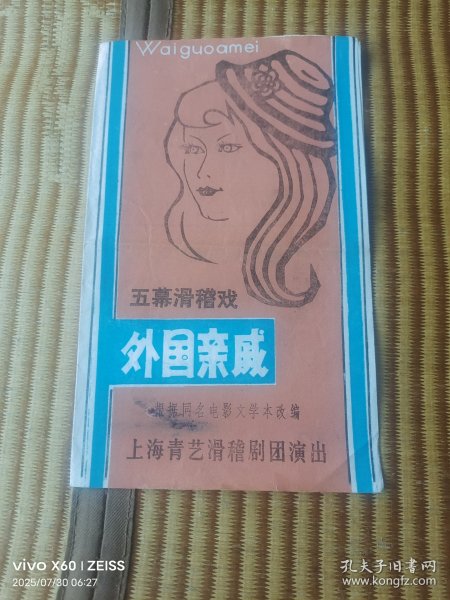 Waiguoamei
五幕滑稽戏
外国亲戚
根据同名电影文学本改编
上海青艺滑稽剧团演出
vivo X60 | ZEISS
2025/07/30 06:27
孔夫子旧书网
www.kongfz.com